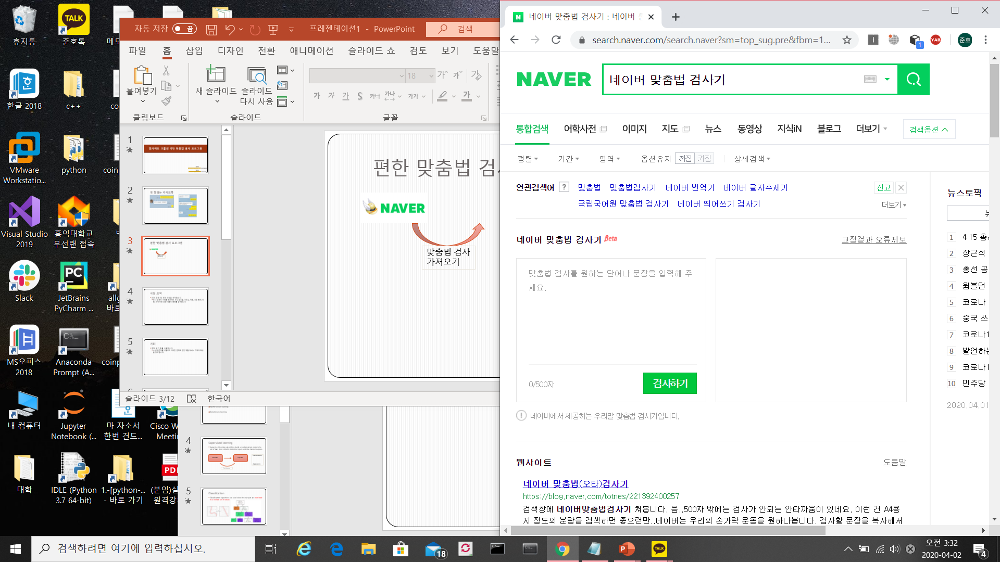 휴지통
준호톡
메모
한글 2018
c++
co
VMware
Workstatio...
python
coinp
Visual Studio
2019
홍익대학교
무선랜 접속
Slack
JetBrains
PyCharm ...
allg
바로
MS오피스
2018
Anaconda
Prompt (A...
coinp
내 컴퓨터
Jupyter
Notebook (...
마 자소서
한번 건드...
Cisco W
Meetin
대학
IDLE (Python
3.7 64-bit)
1.-[python-...
- 바로 가기
(붙임)실
원격강
PDF
자동 저장 끔
프레젠테이션1 - PowerPoint
검색
파일 홈 삽입 디자인 전환 애니메이션 슬라이드 쇼 검토 보기 도움말
붙여넣기
새 슬라이드
슬라이드
다시 사용
18
가 가 가 S 가나 가나 가가 가
클립보드
슬라이드
글꼴
1
2
3
4
5
6
편한 맞춤법 검사
NAVER
맞춤법 검사
가져오기
슬라이드 3/12
한국어
4
Supervised learning
5
Classification
네이버 맞춤법 검사기 : 네이버 통
search.naver.com/search.naver?sm=top_sug.pre&fbm=1...
1
YAB
준호
NAVER
네이버 맞춤법 검사기
통합검색 어학사전 이미지 지도 뉴스 동영상 지식iN 블로그 더보기 검색옵션
정렬 기간 영역 옵션유지 꺼짐 켜짐 상세검색
연관검색어 ? 맞춤법 맞춤법검사기 네이버 번역기 네이버 글자수세기 신고
국립국어원 맞춤법 검사기 네이버 띄어쓰기 검사기 더보기
네이버 맞춤법 검사기 Beta
교정결과 오류제보
맞춤법 검사를 원하는 단어나 문장을 입력해 주
세요.
0/500자
검사하기
네이버에서 제공하는 우리말 맞춤법 검사기입니다.
웹사이트
도움말
네이버 맞춤법(오타)검사기
https://blog.naver.com/totnes/221392400257
검색창에 네이버맞춤법검사기 쳐봅니다. 음..500자 밖에는 검사가 안되는 안타까움이 있네요. 이런 건 A4용
지 정도의 분량을 검색하면 좋으련만..네이버는 우리의 손가락 운동을 원하나봅니다. 검사할 문장을 복사해서
뉴스토픽
1 4·15 총선
2 장근석
3 총선 공
4 윔블던
5 코로나
6 중국 쓰
7 코로나1
8 발언하는
9 코로나1
10 민주당
2020.04.01
검색하려면 여기에 입력하십시오.
18
TALK
오전 3:32
2020-04-02
4